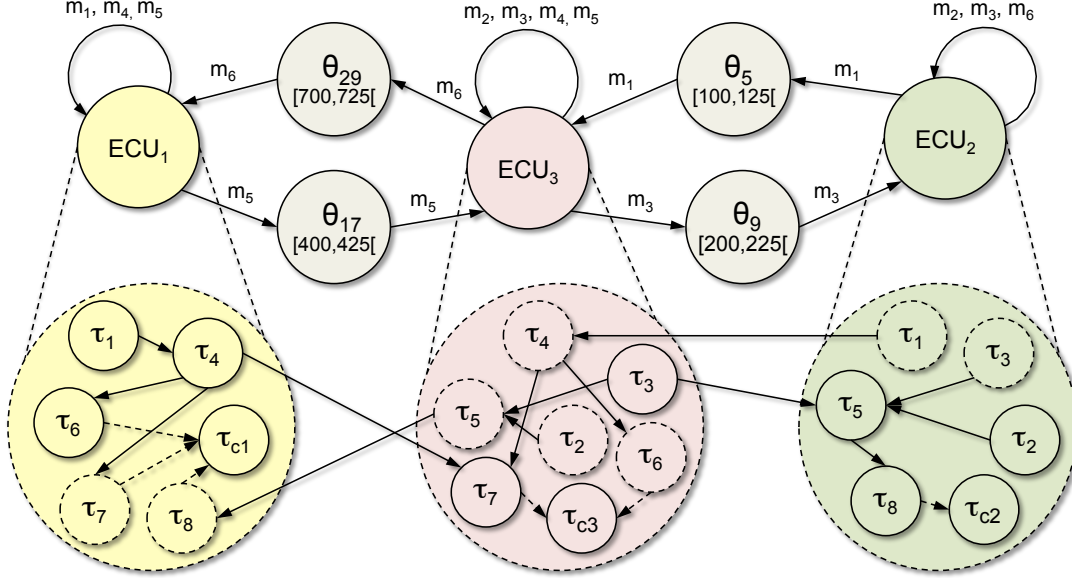 m₁, m₄, m₅
m₂, m₃, m₄, m₅
m₂, m₃, m₆
m₆
θ₂₉
[700,725[
m₆
m₁
θ₅
[100,125[
m₁
ECU₁
ECU₃
ECU₂
m₅
θ₁₇
[400,425[
m₅
m₃
θ₉
[200,225[
m₃
τ₁
τ₄
τ₆
τc1
τ₇
τ₈
τ₄
τ₃
τ₅
τ₂
τ₆
τ₇
τc3
τ₁
τ₃
τ₅
τ₂
τ₈
τc2